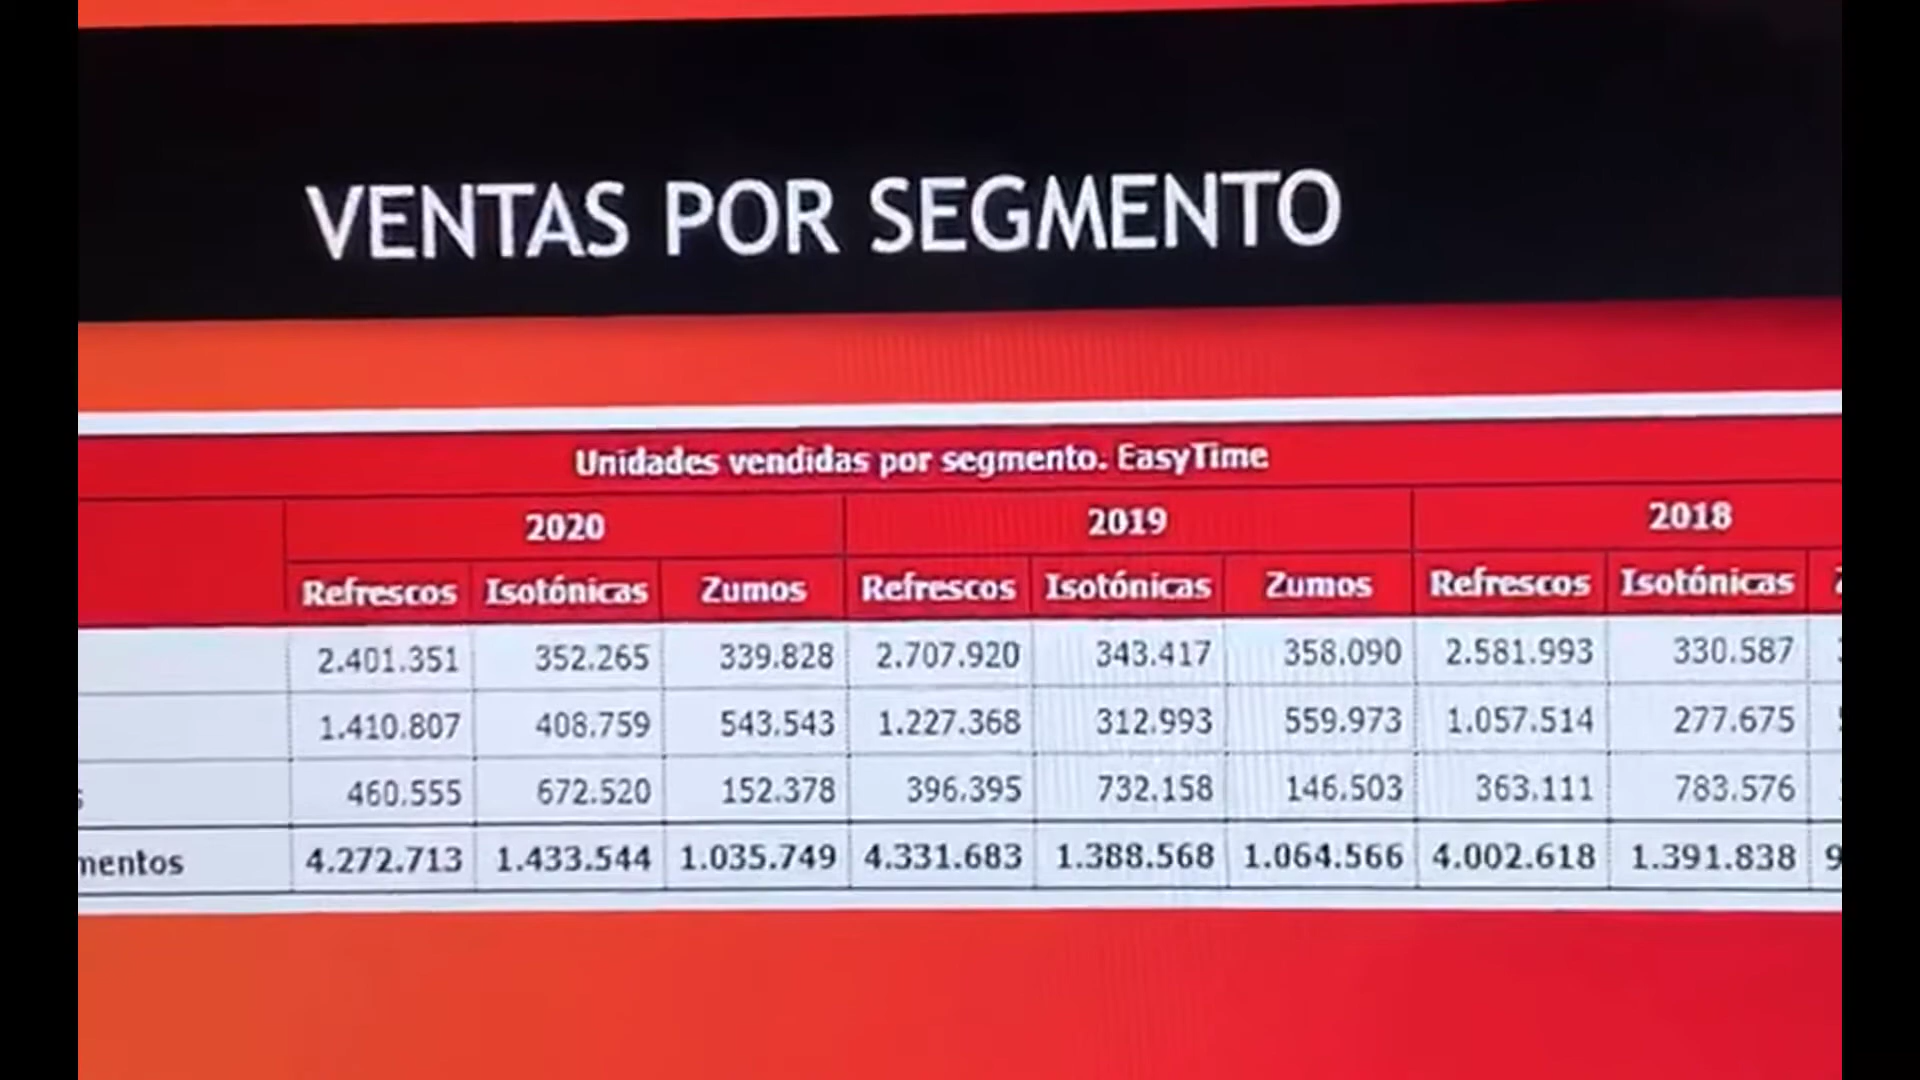 VENTAS POR SEGMENTO
Unidades vendidas por segmento. EasyTime
2020 2019 2018
Refrescos Isotónicas Zumos Refrescos Isotónicas Zumos Refrescos Isotónicas
2.401.351 352.265 339.828 2.707.920 343.417 358.090 2.581.993 330.587
1.410.807 408.759 543.543 1.227.368 312.993 559.973 1.057.514 277.675
460.555 672.520 152.378 396.395 732.158 146.503 363.111 783.576
mentos 4.272.713 1.433.544 1.035.749 4.331.683 1.388.568 1.064.566 4.002.618 1.391.838 9